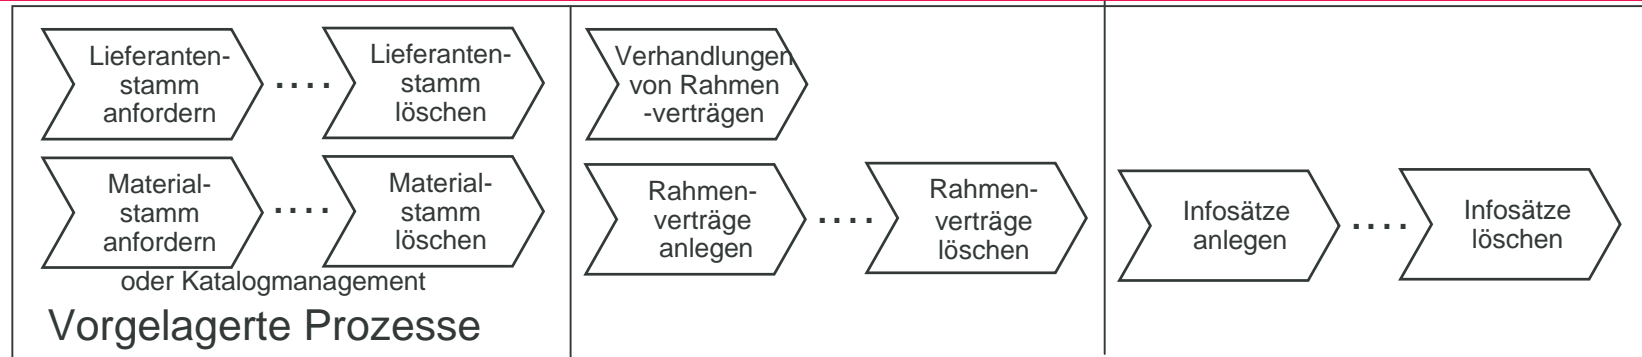 Lieferanten-
stamm
anfordern
....
Lieferanten-
stamm
löschen
Material-
stamm
anfordern
....
Material-
stamm
löschen
oder Katalogmanagement
Vorgelagerte Prozesse
Verhandlungen
von Rahmen
-verträgen
Rahmen-
verträge
anlegen
....
Rahmen-
verträge
löschen
Infosätze
anlegen
....
Infosätze
löschen